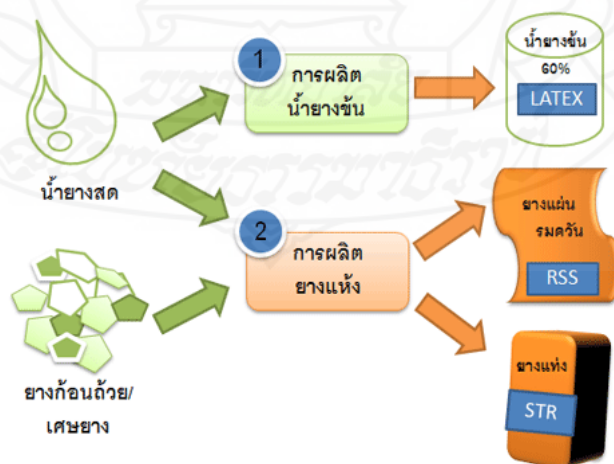 1
การผลิต
น้ำยางข้น
น้ำยางข้น
60%
LATEX
น้ำยางสด
2
การผลิต
ยางแห้ง
ยางแผ่น
รมควัน
RSS
ยางก้อนถ้วย/
เศษยาง
ยางแท่ง
STR